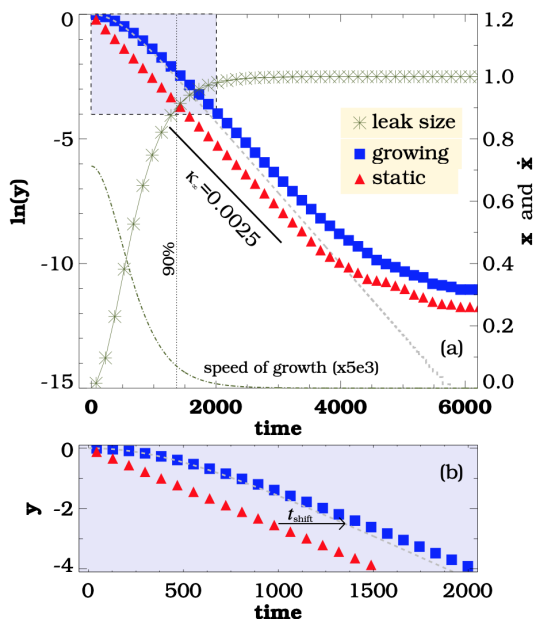 0
-5
-10
-15
ln(y)
1.2
1.0
0.8
0.6
0.4
0.2
0.0
x and ẋ
leak size
growing
static
κ∞=0.0025
90%
speed of growth (x5e3)
(a)
0 2000 4000 6000
time
0
-2
-4
y
(b)
t_shift
0 500 1000 1500 2000
time